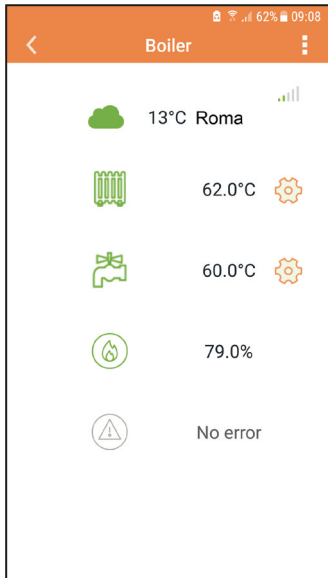 62% 09:08
Boiler
13°C Roma
62.0°C
60.0°C
79.0%
No error